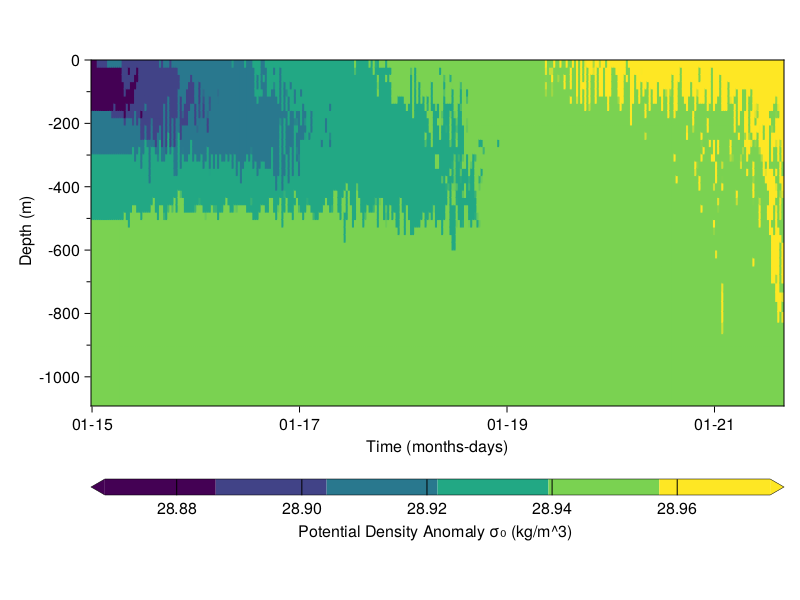 0
-200
-400
-600
-800
-1000
Depth (m)
01-15 01-17 01-19 01-21
Time (months-days)
28.88 28.90 28.92 28.94 28.96
Potential Density Anomaly σ₀ (kg/m^3)